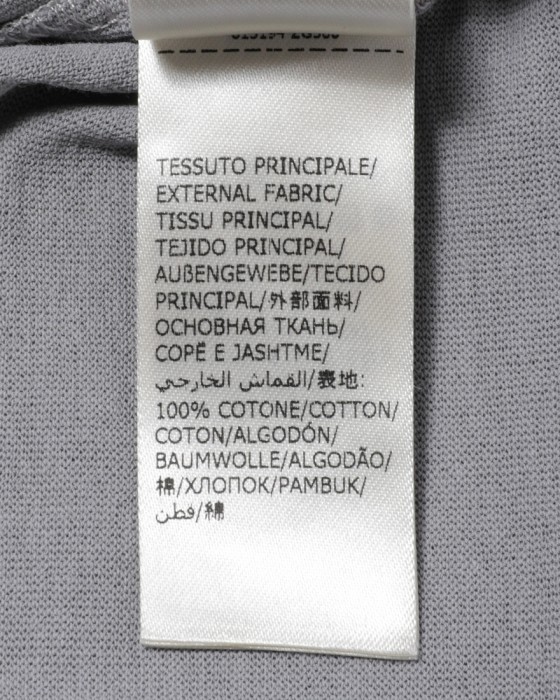 TESSUTO PRINCIPALE/
EXTERNAL FABRIC/
TISSU PRINCIPAL/
TEJIDO PRINCIPAL/
AUßENGEWEBE/TECIDO
PRINCIPAL/外部面料/
ОСНОВНАЯ ТКАНЬ/
COPË E JASHTME/
القماش الخارجي/表地:
100% COTONE/COTTON/
COTON/ALGODÓN/
BAUMWOLLE/ALGODÃO/
棉/ХЛОПОК/PAMBUK/
قطن/綿